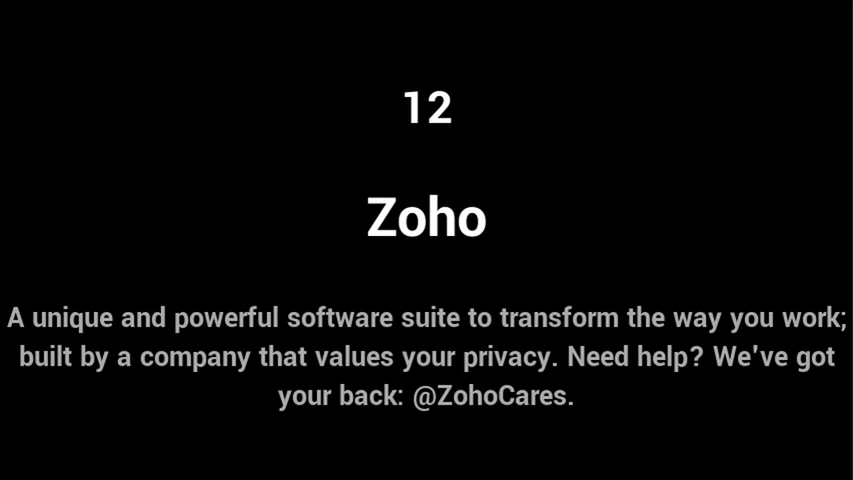 12
Zoho
A unique and powerful software suite to transform the way you work;
built by a company that values your privacy. Need help? We've got
your back: @ZohoCares.